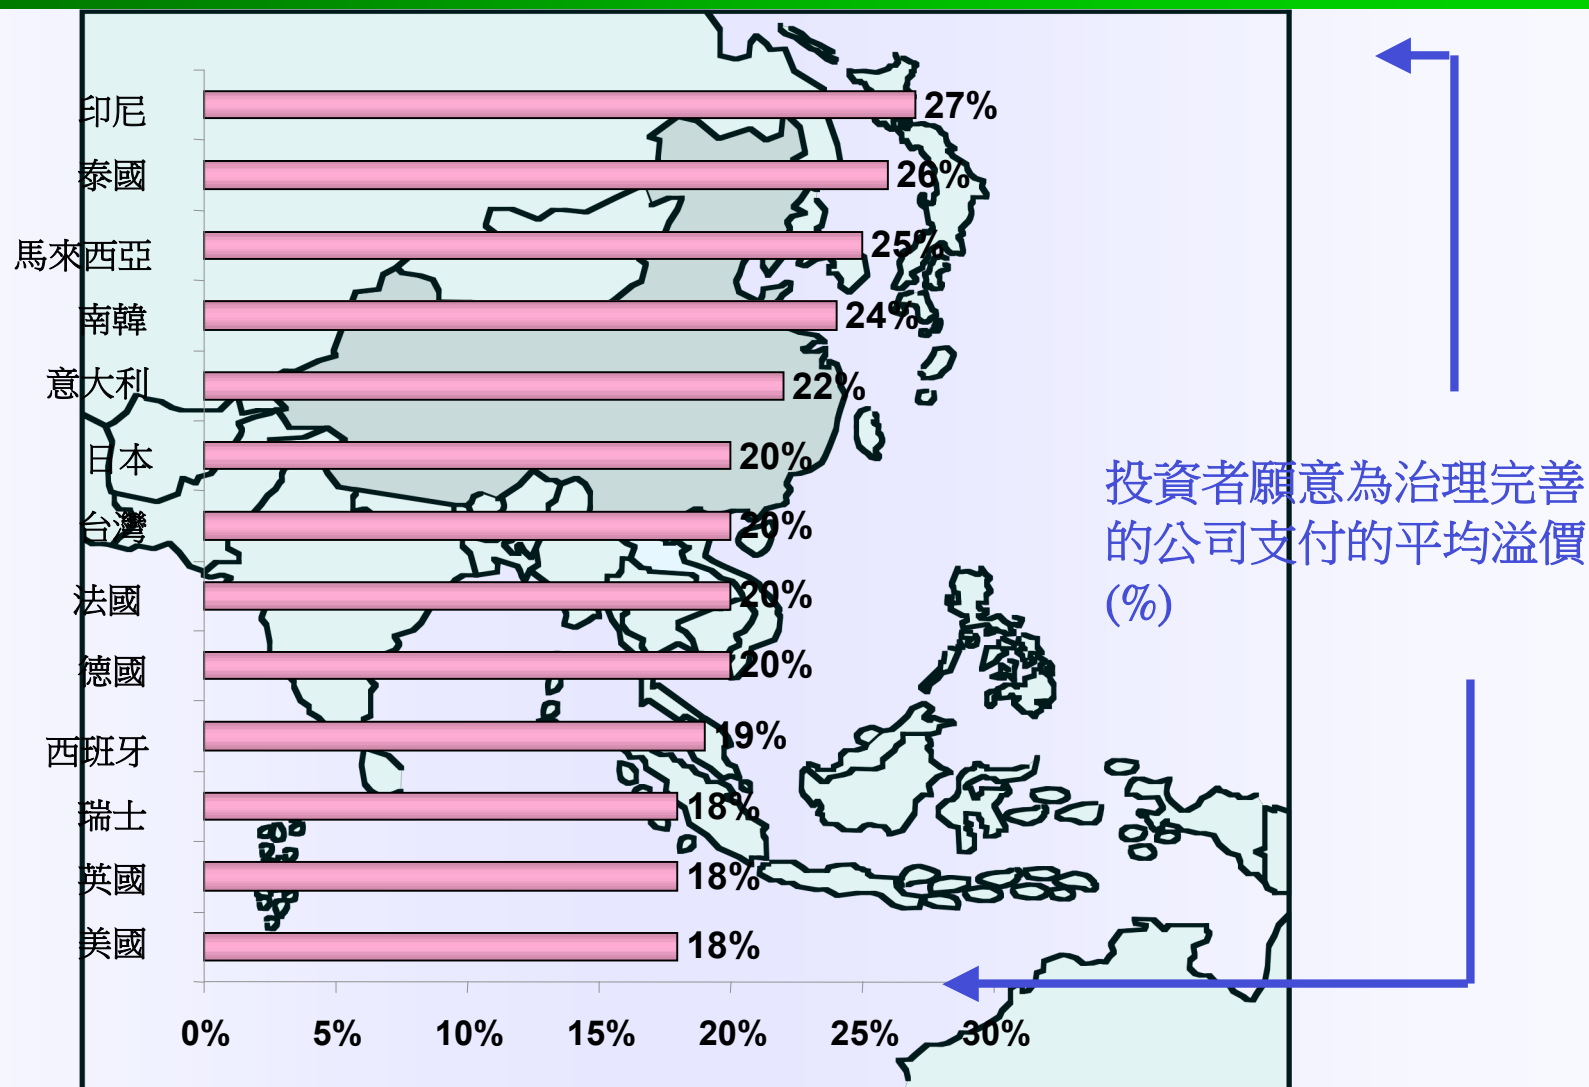 印尼 27%
泰國 26%
馬來西亞 25%
南韓 24%
意大利 22%
日本 20%
台灣 20%
法國 20%
德國 20%
西班牙 19%
瑞士 18%
英國 18%
美國 18%
0% 5% 10% 15% 20% 25% 30%
投資者願意為治理完善
的公司支付的平均溢價
(%)